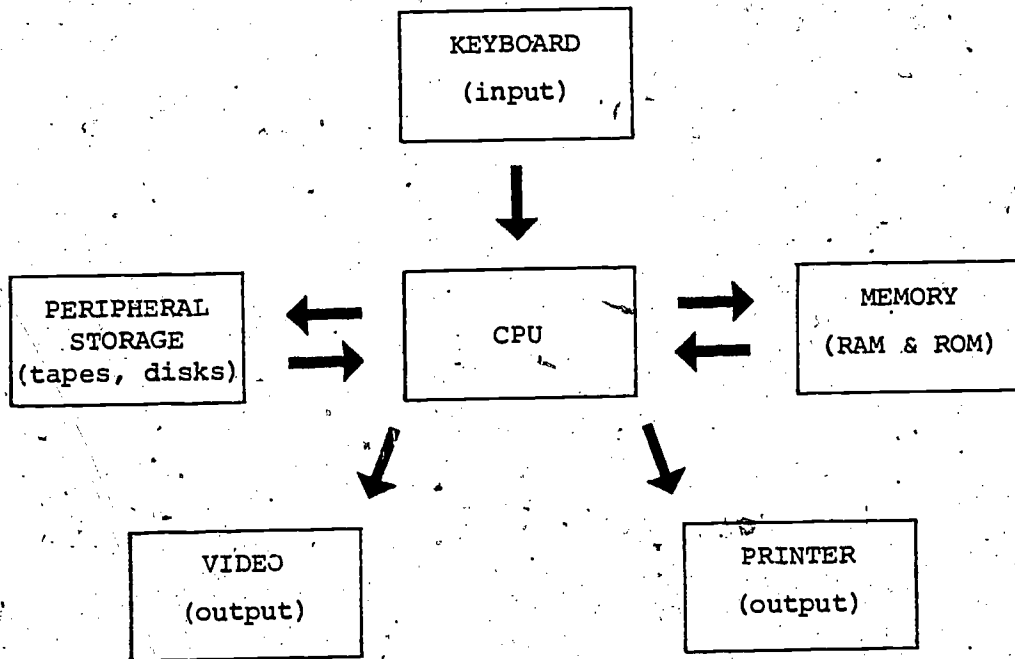 KEYBOARD
(input)
PERIPHERAL
STORAGE
(tapes, disks)
CPU
MEMORY
(RAM & ROM)
VIDEO
(output)
PRINTER
(output)